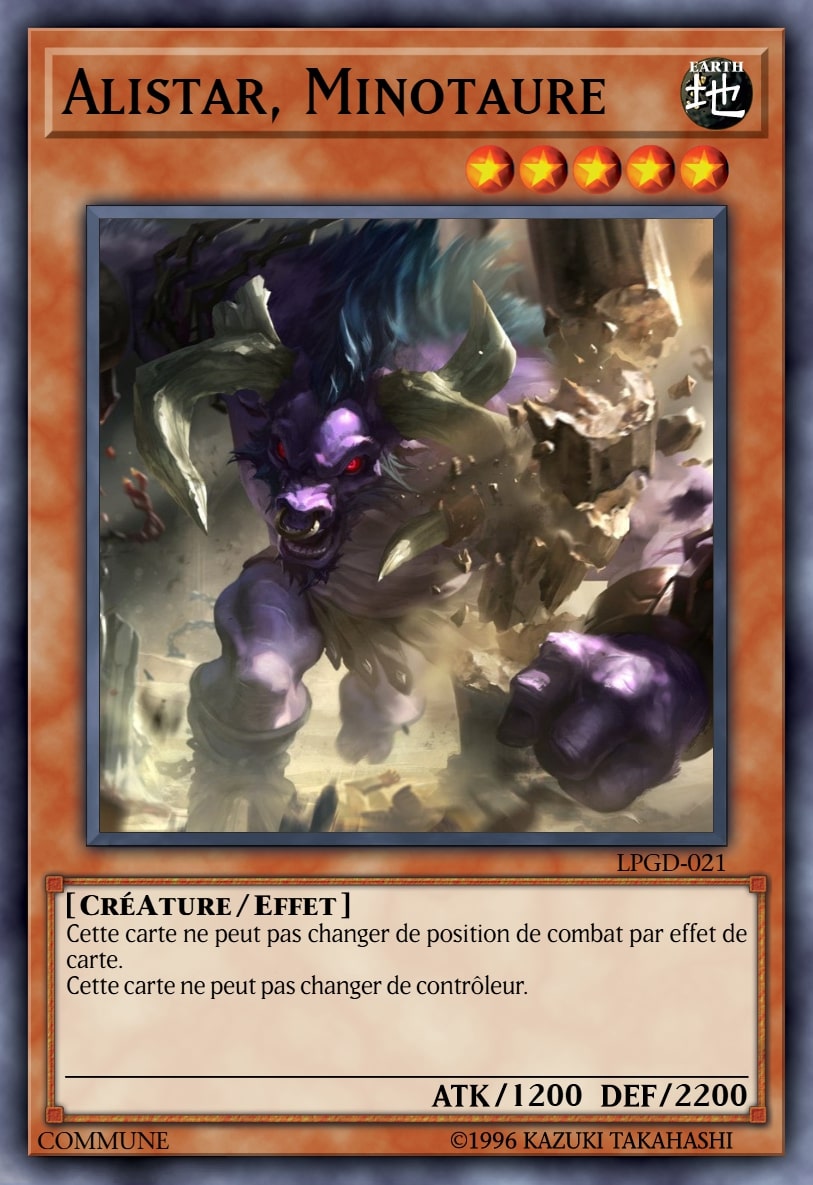 Alistar, Minotaure
EARTH
地
LPGD-021
[CRÉATURE/EFFET]
Cette carte ne peut pas changer de position de combat par effet de
carte.
Cette carte ne peut pas changer de contrôleur.
ATK/1200 DEF/2200
COMMUNE
©1996 KAZUKI TAKAHASHI